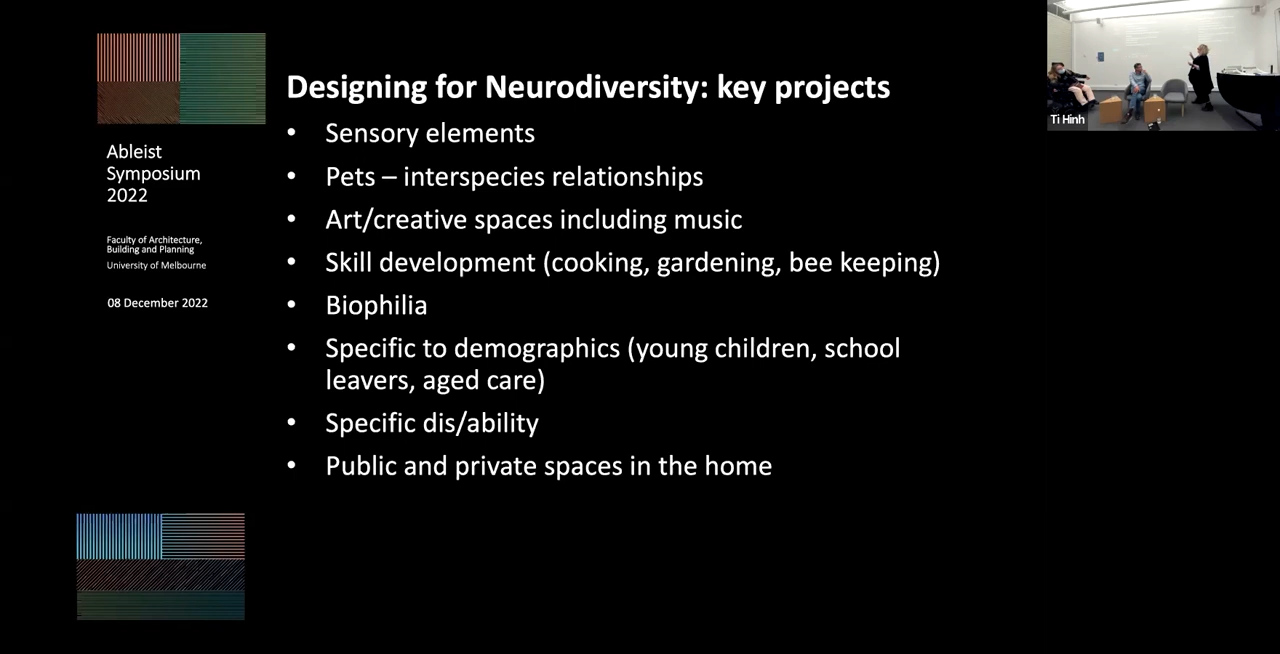 Designing for Neurodiversity: key projects
• Sensory elements
• Pets – interspecies relationships
• Art/creative spaces including music
• Skill development (cooking, gardening, bee keeping)
• Biophilia
• Specific to demographics (young children, school
leavers, aged care)
• Specific dis/ability
• Public and private spaces in the home
Ableist
Symposium
2022
Faculty of Architecture,
Building and Planning
University of Melbourne
08 December 2022
Ti Hinh